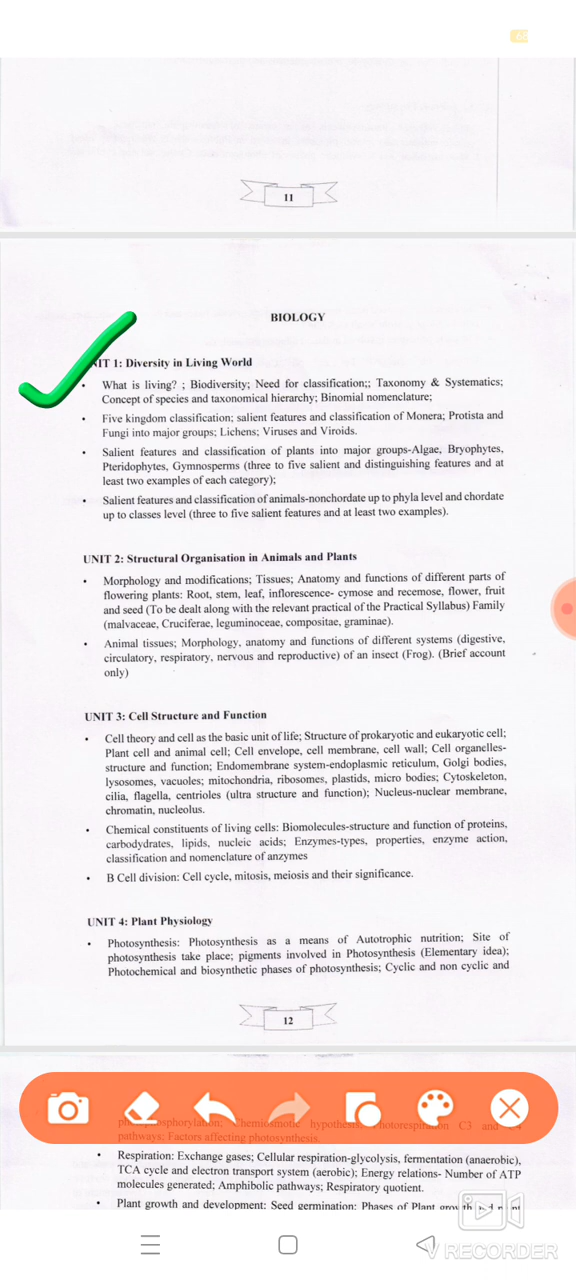 68
11
BIOLOGY
IT 1: Diversity in Living World
• What is living? ; Biodiversity; Need for classification;; Taxonomy & Systematics;
Concept of species and taxonomical hierarchy; Binomial nomenclature;
• Five kingdom classification; salient features and classification of Monera; Protista and
Fungi into major groups; Lichens; Viruses and Viroids.
• Salient features and classification of plants into major groups-Algae, Bryophytes,
Pteridophytes, Gymnosperms (three to five salient and distinguishing features and at
least two examples of each category);
• Salient features and classification of animals-nonchordate up to phyla level and chordate
up to classes level (three to five salient features and at least two examples).
UNIT 2: Structural Organisation in Animals and Plants
• Morphology and modifications; Tissues; Anatomy and functions of different parts of
flowering plants: Root, stem, leaf, inflorescence- cymose and recemose, flower, fruit
and seed (To be dealt along with the relevant practical of the Practical Syllabus) Family
(malvaceae, Cruciferae, leguminoceae, compositae, graminae).
• Animal tissues; Morphology, anatomy and functions of different systems (digestive,
circulatory, respiratory, nervous and reproductive) of an insect (Frog). (Brief account
only)
UNIT 3: Cell Structure and Function
• Cell theory and cell as the basic unit of life; Structure of prokaryotic and eukaryotic cell;
Plant cell and animal cell; Cell envelope, cell membrane, cell wall; Cell organelles-
structure and function; Endomembrane system-endoplasmic reticulum, Golgi bodies,
lysosomes, vacuoles; mitochondria, ribosomes, plastids, micro bodies; Cytoskeleton,
cilia, flagella, centrioles (ultra structure and function); Nucleus-nuclear membrane,
chromatin, nucleolus.
• Chemical constituents of living cells: Biomolecules-structure and function of proteins,
carbodydrates, lipids, nucleic acids; Enzymes-types, properties, enzyme action,
classification and nomenclature of anzymes
• B Cell division: Cell cycle, mitosis, meiosis and their significance.
UNIT 4: Plant Physiology
• Photosynthesis: Photosynthesis as a means of Autotrophic nutrition; Site of
photosynthesis take place; pigments involved in Photosynthesis (Elementary idea);
Photochemical and biosynthetic phases of photosynthesis; Cyclic and non cyclic and
12
phosphorylation; Chemiosmotic hypothesis; Photorespiration C3 and
pathways; Factors affecting photosynthesis.
• Respiration: Exchange gases; Cellular respiration-glycolysis, fermentation (anaerobic),
TCA cycle and electron transport system (aerobic); Energy relations- Number of ATP
molecules generated; Amphibolic pathways; Respiratory quotient.
• Plant growth and development: Seed germination; Phases of Plant growth and plant
V RECORDER